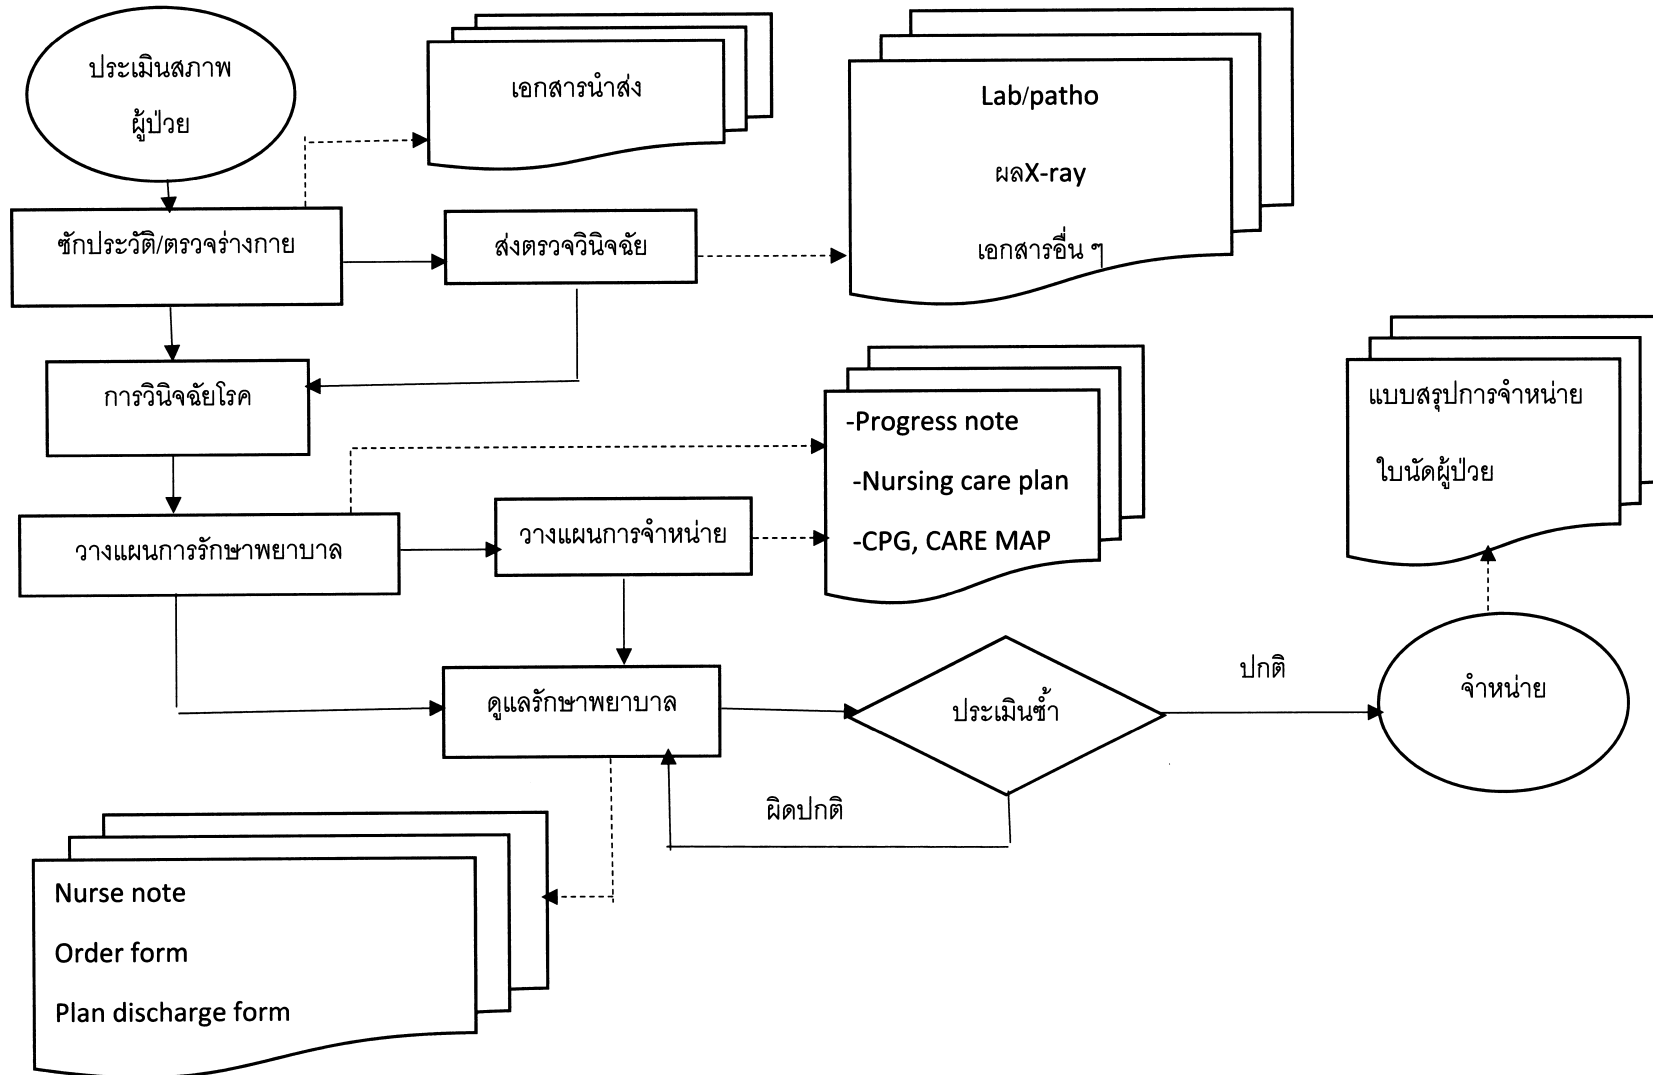 ประเมินสภาพ
ผู้ป่วย
เอกสารนำส่ง
Lab/patho
ผลX-ray
เอกสารอื่น ๆ
ซักประวัติ/ตรวจร่างกาย
ส่งตรวจวินิจฉัย
การวินิจฉัยโรค
-Progress note
-Nursing care plan
-CPG, CARE MAP
แบบสรุปการจำหน่าย
ใบนัดผู้ป่วย
วางแผนการรักษาพยาบาล
วางแผนการจำหน่าย
ดูแลรักษาพยาบาล
ประเมินซ้ำ
ปกติ
จำหน่าย
ผิดปกติ
Nurse note
Order form
Plan discharge form